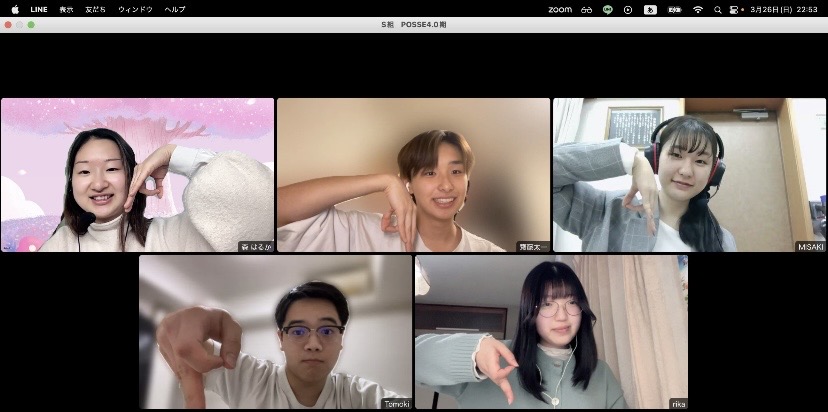 LINE 表示 友だち ウィンドウ ヘルプ zoom あ 3月26日(日) 22:53
S組 POSSE4.0期
森 はるか
齋藤太一
MISAKI
Tomoki
rika